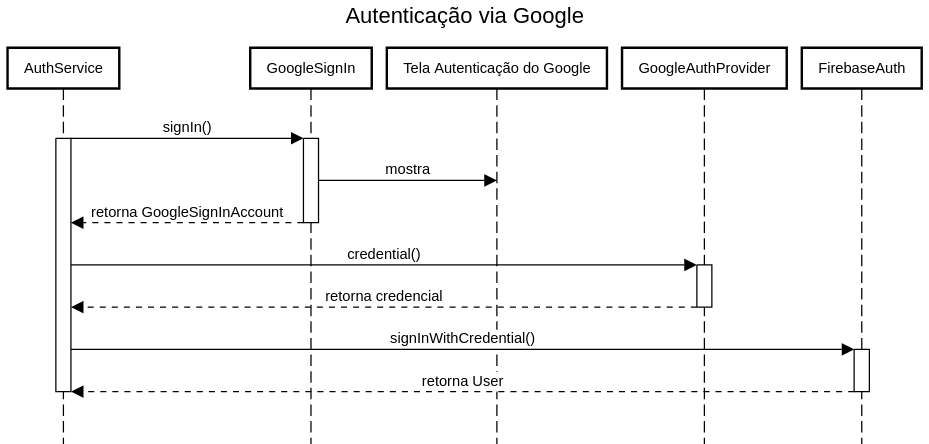 Autenticação via Google
AuthService
GoogleSignIn
Tela Autenticação do Google
GoogleAuthProvider
FirebaseAuth
signIn()
mostra
retorna GoogleSignInAccount
credential()
retorna credencial
signInWithCredential()
retorna User